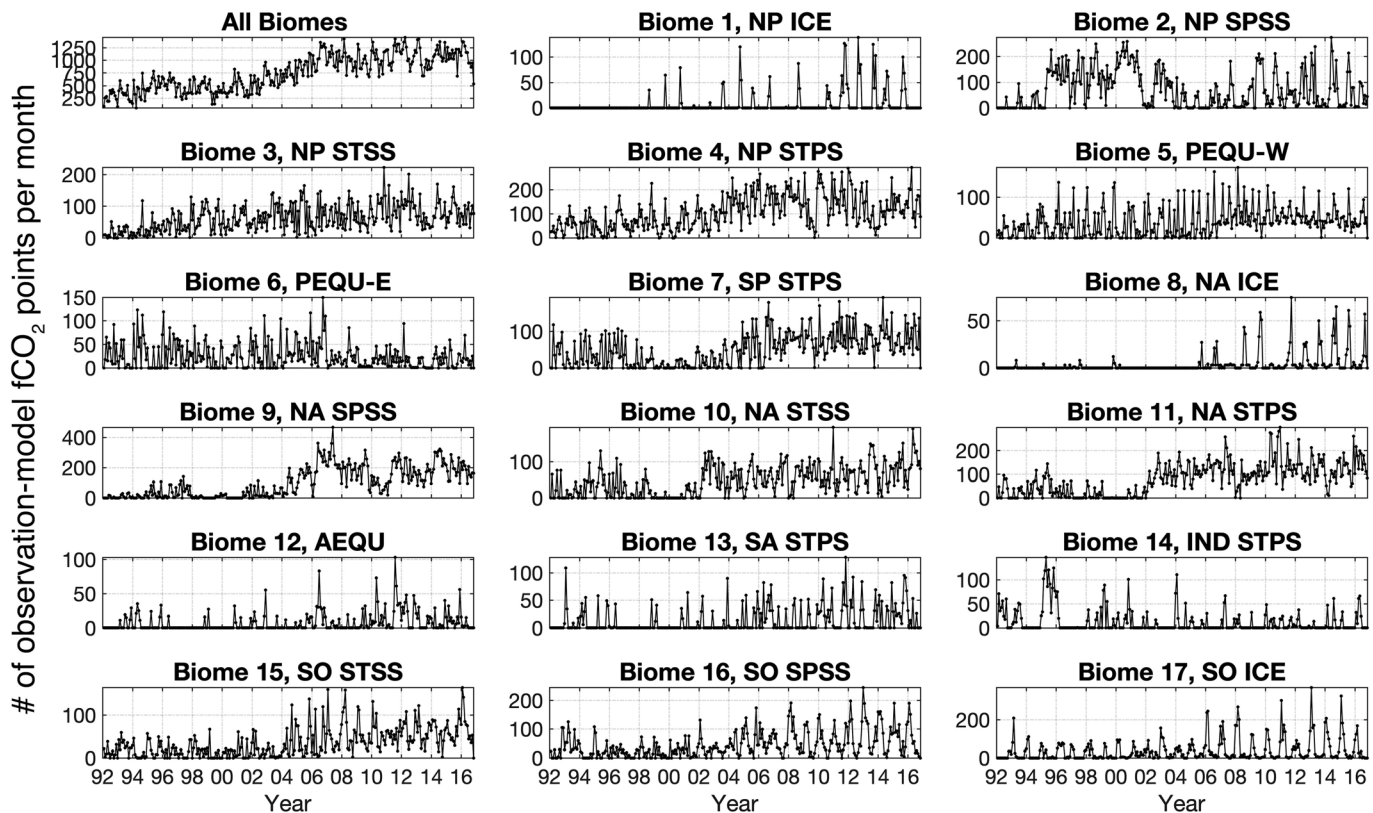 # of observation-model fCO2 points per month
All Biomes
1250
1000
750
500
250
Biome 1, NP ICE
100
50
0
Biome 2, NP SPSS
200
100
0
Biome 3, NP STSS
200
100
0
Biome 4, NP STPS
200
100
0
Biome 5, PEQU-W
100
0
Biome 6, PEQU-E
150
100
50
0
Biome 7, SP STPS
100
0
Biome 8, NA ICE
50
0
Biome 9, NA SPSS
400
200
0
Biome 10, NA STSS
100
0
Biome 11, NA STPS
200
100
0
Biome 12, AEQU
100
50
0
Biome 13, SA STPS
100
50
0
Biome 14, IND STPS
100
50
0
Biome 15, SO STSS
100
0
92 94 96 98 00 02 04 06 08 10 12 14 16
Year
Biome 16, SO SPSS
200
100
0
92 94 96 98 00 02 04 06 08 10 12 14 16
Year
Biome 17, SO ICE
200
0
92 94 96 98 00 02 04 06 08 10 12 14 16
Year